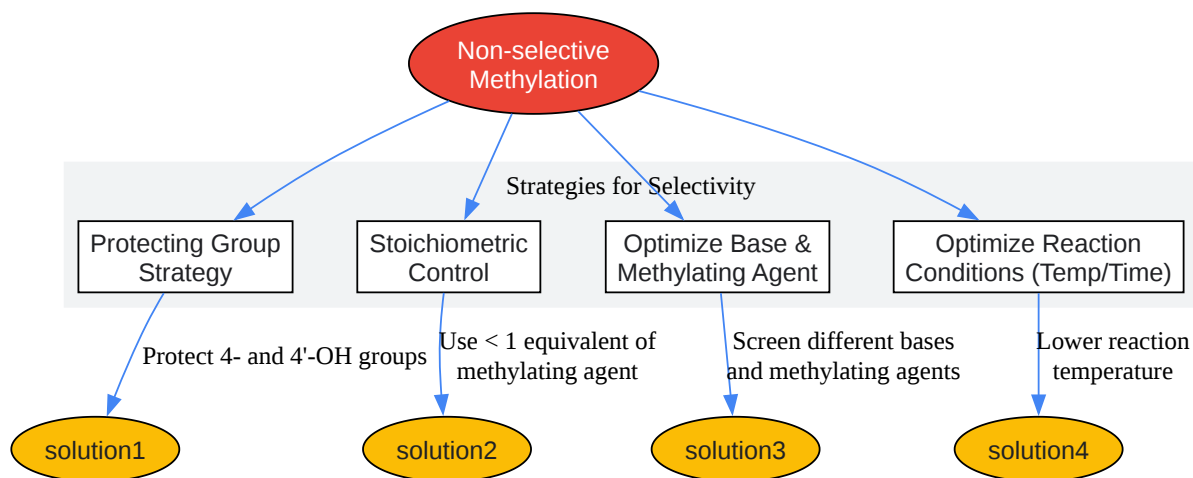 Non-selective
Methylation
Strategies for Selectivity
Protecting Group
Strategy
Stoichiometric
Control
Optimize Base &
Methylating Agent
Optimize Reaction
Conditions (Temp/Time)
Protect 4- and 4'-OH groups
Use < 1 equivalent of
methylating agent
Screen different bases
and methylating agents
Lower reaction
temperature
solution1
solution2
solution3
solution4